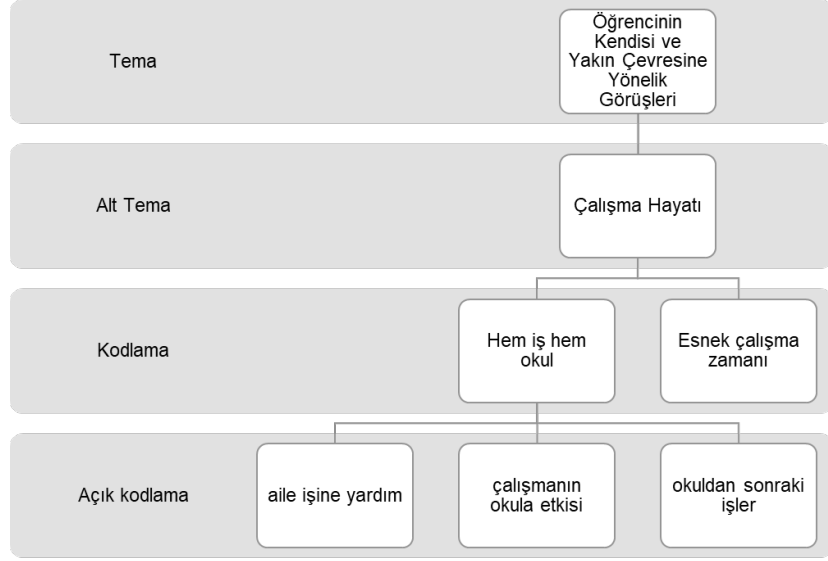 Tema
Öğrencinin
Kendisi ve
Yakın Çevresine
Yönelik
Görüşleri
Alt Tema
Çalışma Hayatı
Kodlama
Hem iş hem
okul
Esnek çalışma
zamanı
Açık kodlama
aile işine yardım
çalışmanın
okula etkisi
okuldan sonraki
işler